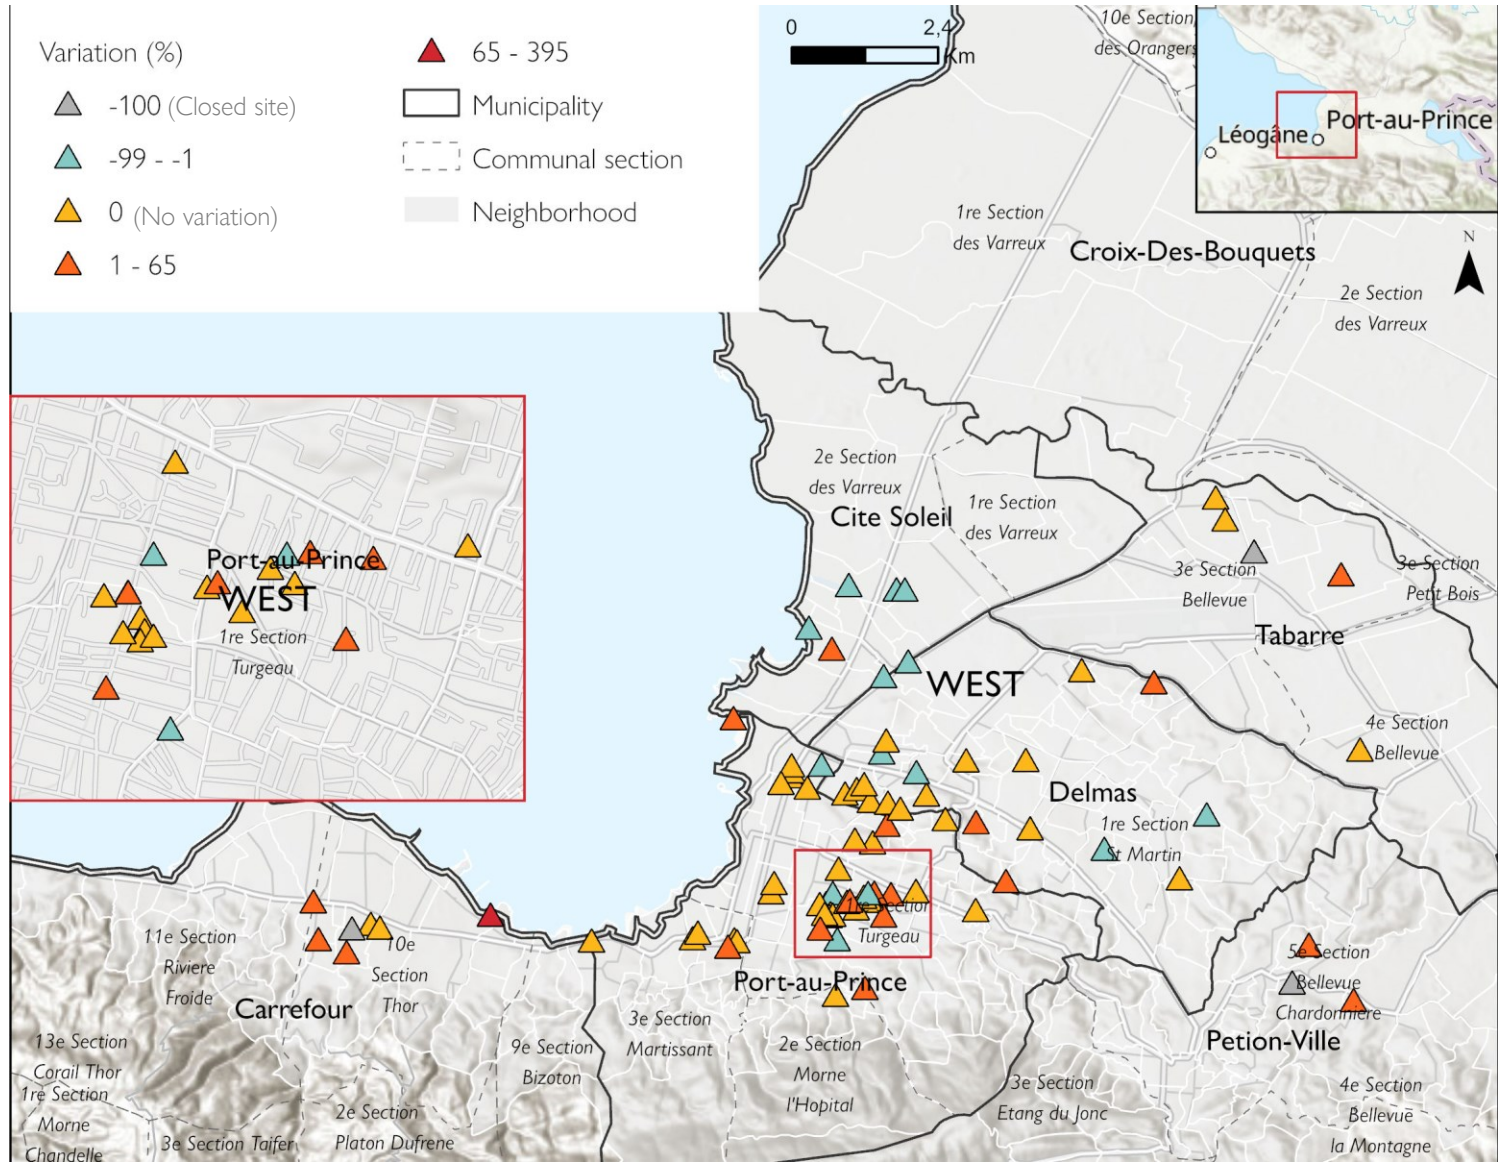 Variation (%)
-100 (Closed site)
-99 - -1
0 (No variation)
1 - 65
65 - 395
Municipality
Communal section
Neighborhood
0
2,4
Km
10e Section
des Orangers
Port-au-Prince
Léogâne
N
1re Section
des Varreux
Croix-Des-Bouquets
2e Section
des Varreux
2e Section
des Varreux
Cite Soleil
1re Section
des Varreux
3e Section
Bellevue
3e Section
Petit Bois
Tabarre
Port-au-Prince
WEST
1re Section
Turgeau
WEST
4e Section
Bellevue
Delmas
1re Section
St Martin
1re Section
Turgeau
Port-au-Prince
11e Section
Riviere
Froide
10e
Section
Thor
Carrefour
5e Section
Bellevue
Chardonniere
Petion-Ville
3e Section
Martissant
2e Section
Morne
l'Hopital
9e Section
Bizoton
13e Section
Corail Thor
1re Section
Morne
Chandelle
3e Section Taifer
2e Section
Platon Dufrene
3e Section
Etang du Jonc
4e Section
Bellevue
la Montagne